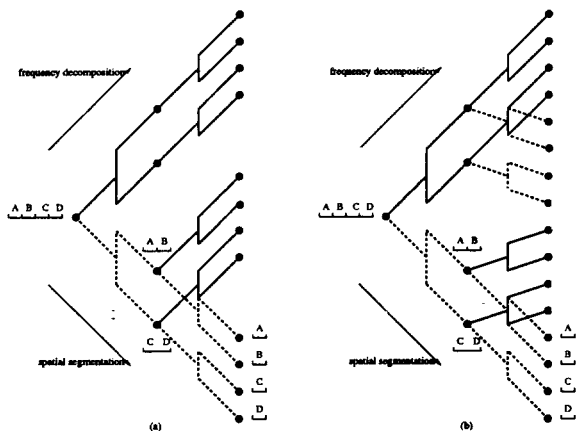 frequency decomposition
frequency decomposition
A B C D
A B
A B C D
A B
C D
A
B
C
D
spatial segmentation
C D
A
B
C
D
spatial segmentation
(a)
(b)